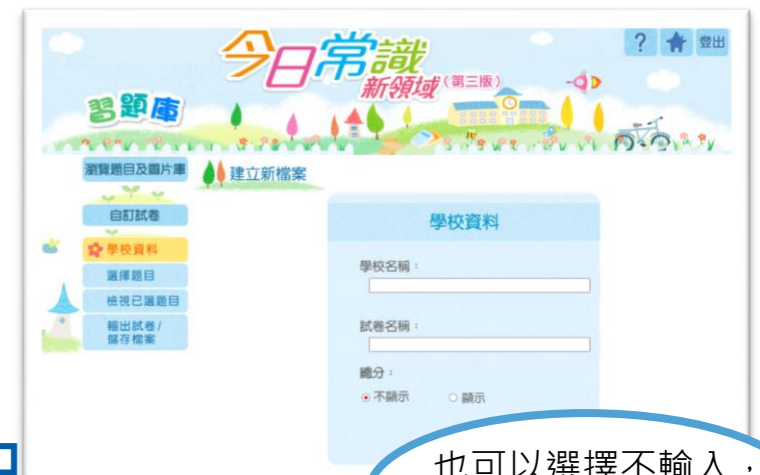 今日常識
新領域(第三版)
? 登出
習題庫
瀏覽題目及圖片庫
建立新檔案
自訂試卷
學校資料
選擇題目
檢視已選題目
輸出試卷/
儲存檔案
學校資料
學校名稱：
試卷名稱：
總分：
不顯示 顯示
也可以選擇不輸入，